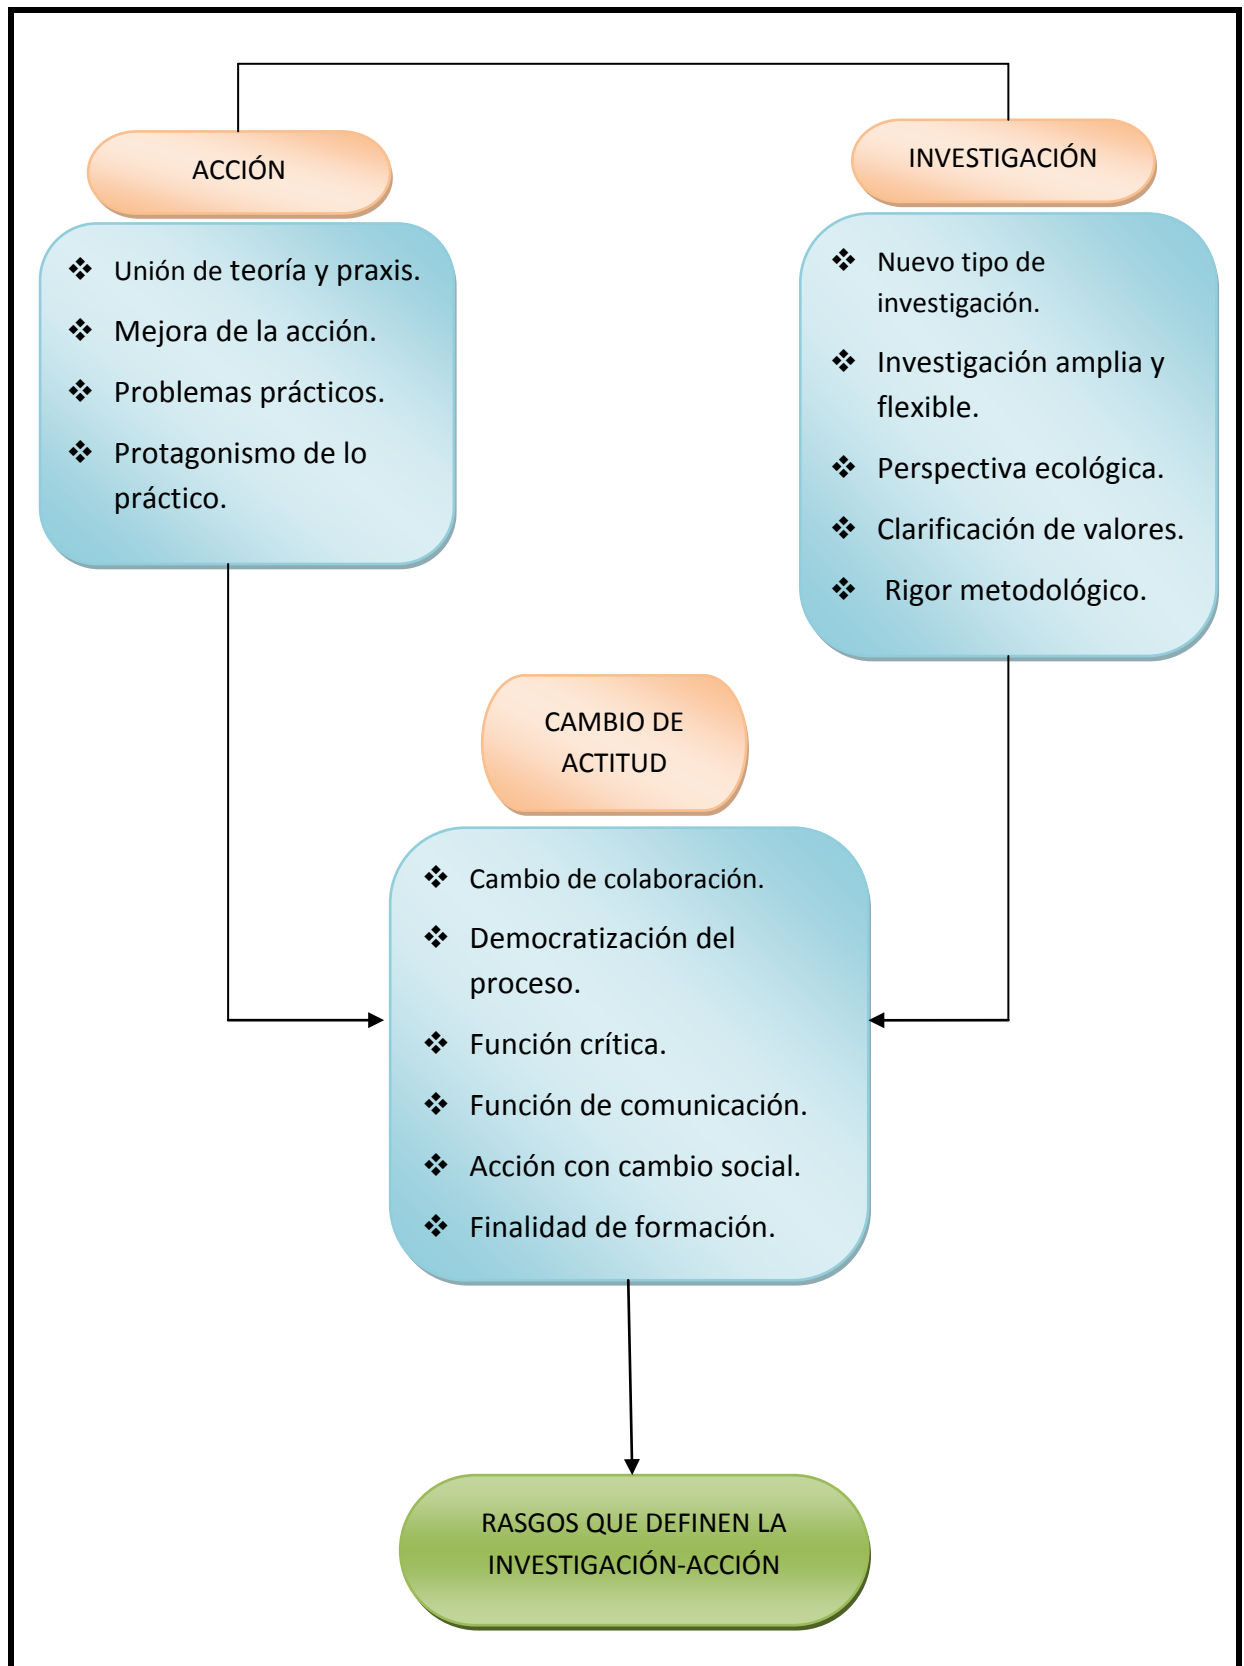 ACCIÓN
Unión de teoría y praxis.
Mejora de la acción.
Problemas prácticos.
Protagonismo de lo
práctico.
INVESTIGACIÓN
Nuevo tipo de
investigación.
Investigación amplia y
flexible.
Perspectiva ecológica.
Clarificación de valores.
Rigor metodológico.
CAMBIO DE
ACTITUD
Cambio de colaboración.
Democratización del
proceso.
Función crítica.
Función de comunicación.
Acción con cambio social.
Finalidad de formación.
RASGOS QUE DEFINEN LA
INVESTIGACIÓN-ACCIÓN